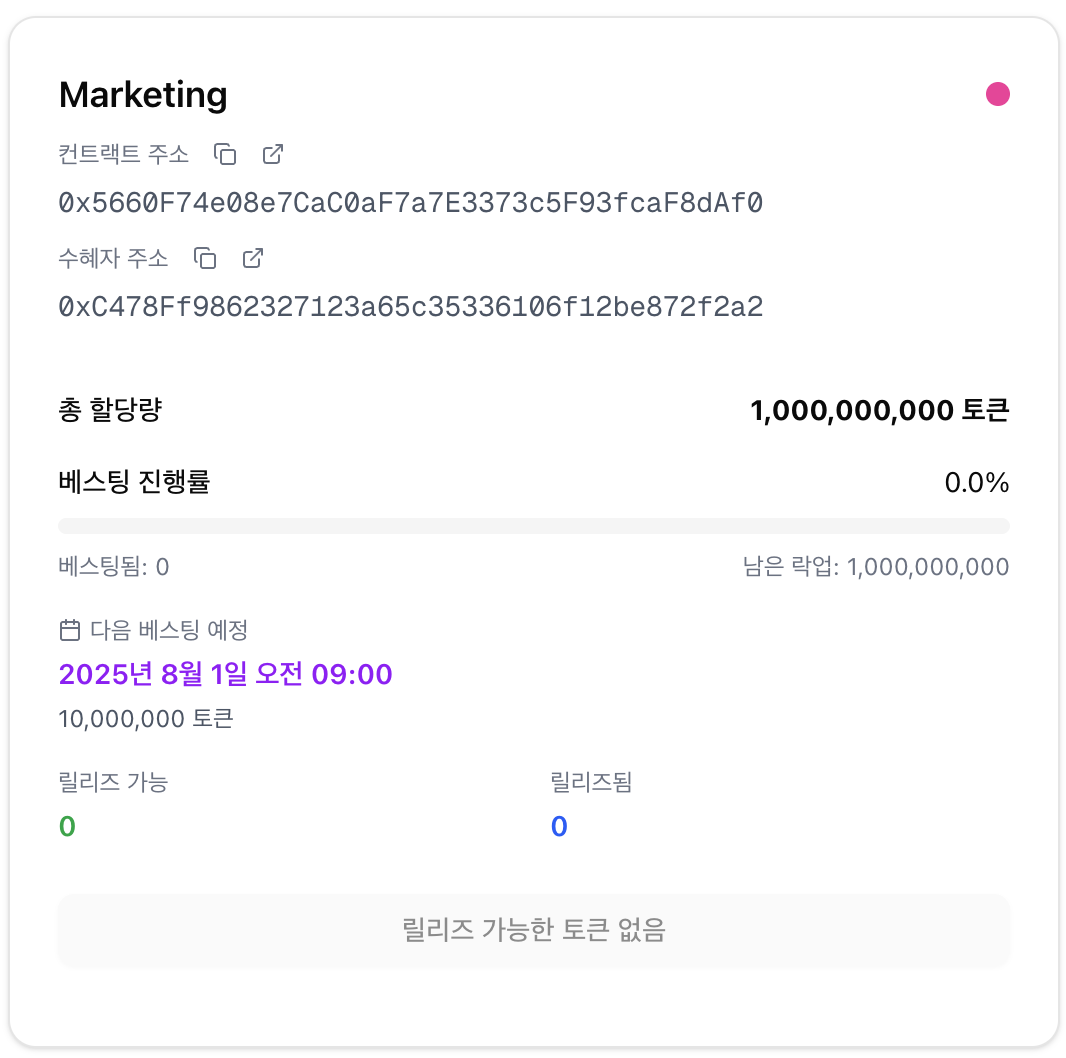 Marketing
컨트랙트 주소
0x5660F74e08e7CaC0aF7a7E3373c5F93fcaF8dAf0
수혜자 주소
0xC478Ff9862327123a65c35336106f12be872f2a2
총 할당량 1,000,000,000 토큰
베스팅 진행률 0.0%
베스팅됨: 0 남은 락업: 1,000,000,000
다음 베스팅 예정
2025년 8월 1일 오전 09:00
10,000,000 토큰
릴리즈 가능 릴리즈됨
0 0
릴리즈 가능한 토큰 없음